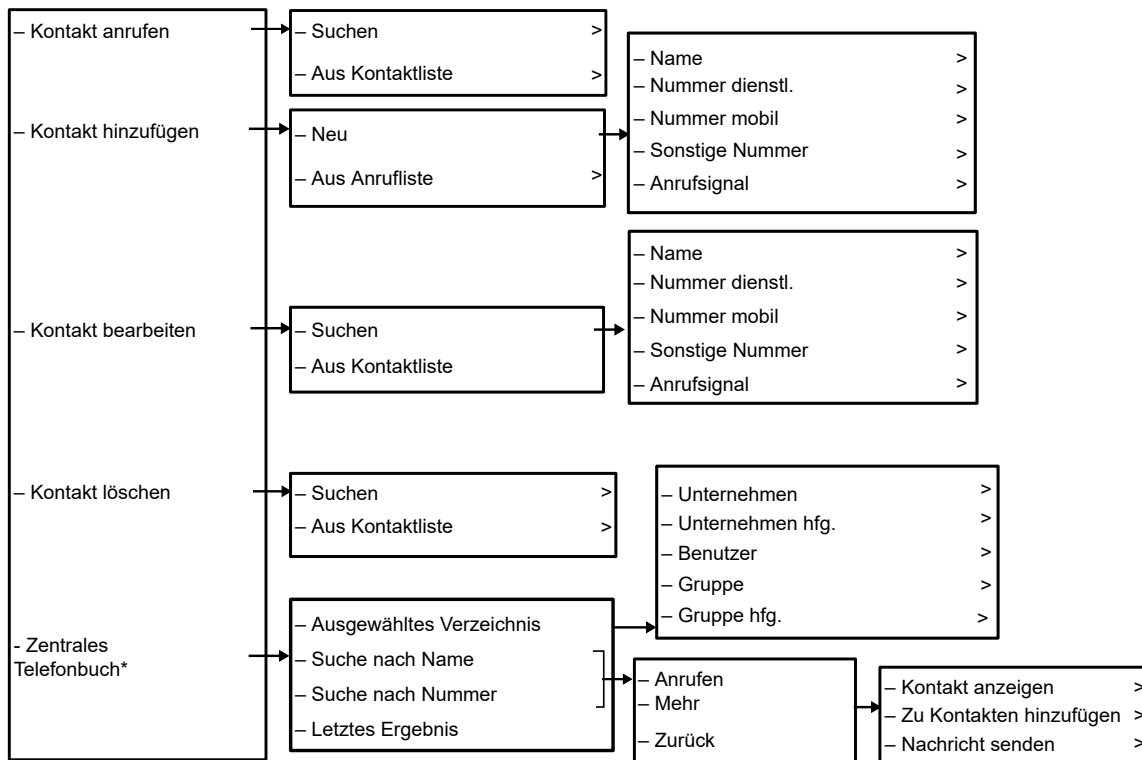 – Kontakt anrufen
– Suchen >
– Aus Kontaktliste >
– Kontakt hinzufügen
– Neu
– Aus Anrufliste >
– Name >
– Nummer dienstl. >
– Nummer mobil >
– Sonstige Nummer >
– Anrufsignal >
– Kontakt bearbeiten
– Suchen
– Aus Kontaktliste
– Name >
– Nummer dienstl. >
– Nummer mobil >
– Sonstige Nummer >
– Anrufsignal >
– Kontakt löschen
– Suchen >
– Aus Kontaktliste >
- Zentrales
Telefonbuch*
– Ausgewähltes Verzeichnis
– Suche nach Name
– Suche nach Nummer
– Letztes Ergebnis
– Unternehmen >
– Unternehmen hfg. >
– Benutzer >
– Gruppe >
– Gruppe hfg. >
– Anrufen
– Mehr
– Zurück
– Kontakt anzeigen >
– Zu Kontakten hinzufügen >
– Nachricht senden >